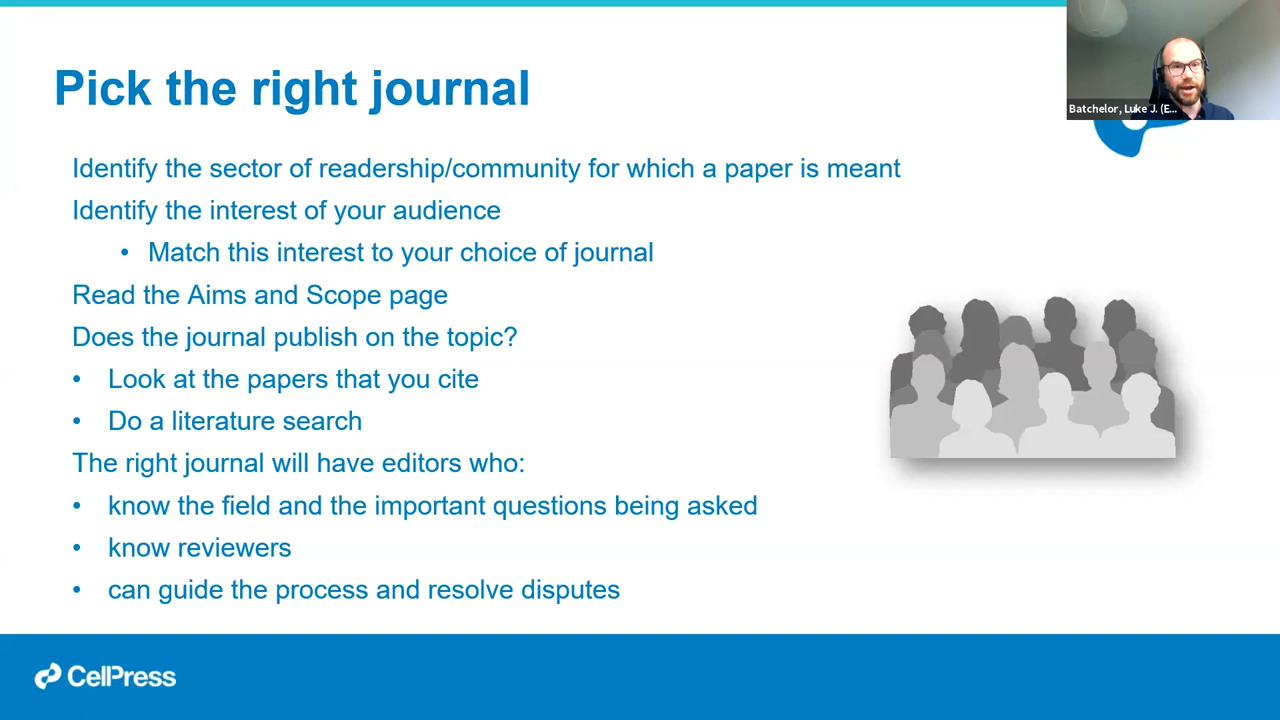 Pick the right journal
Batchelor, Luke J. (E...
Identify the sector of readership/community for which a paper is meant
Identify the interest of your audience
• Match this interest to your choice of journal
Read the Aims and Scope page
Does the journal publish on the topic?
• Look at the papers that you cite
• Do a literature search
The right journal will have editors who:
• know the field and the important questions being asked
• know reviewers
• can guide the process and resolve disputes
CellPress